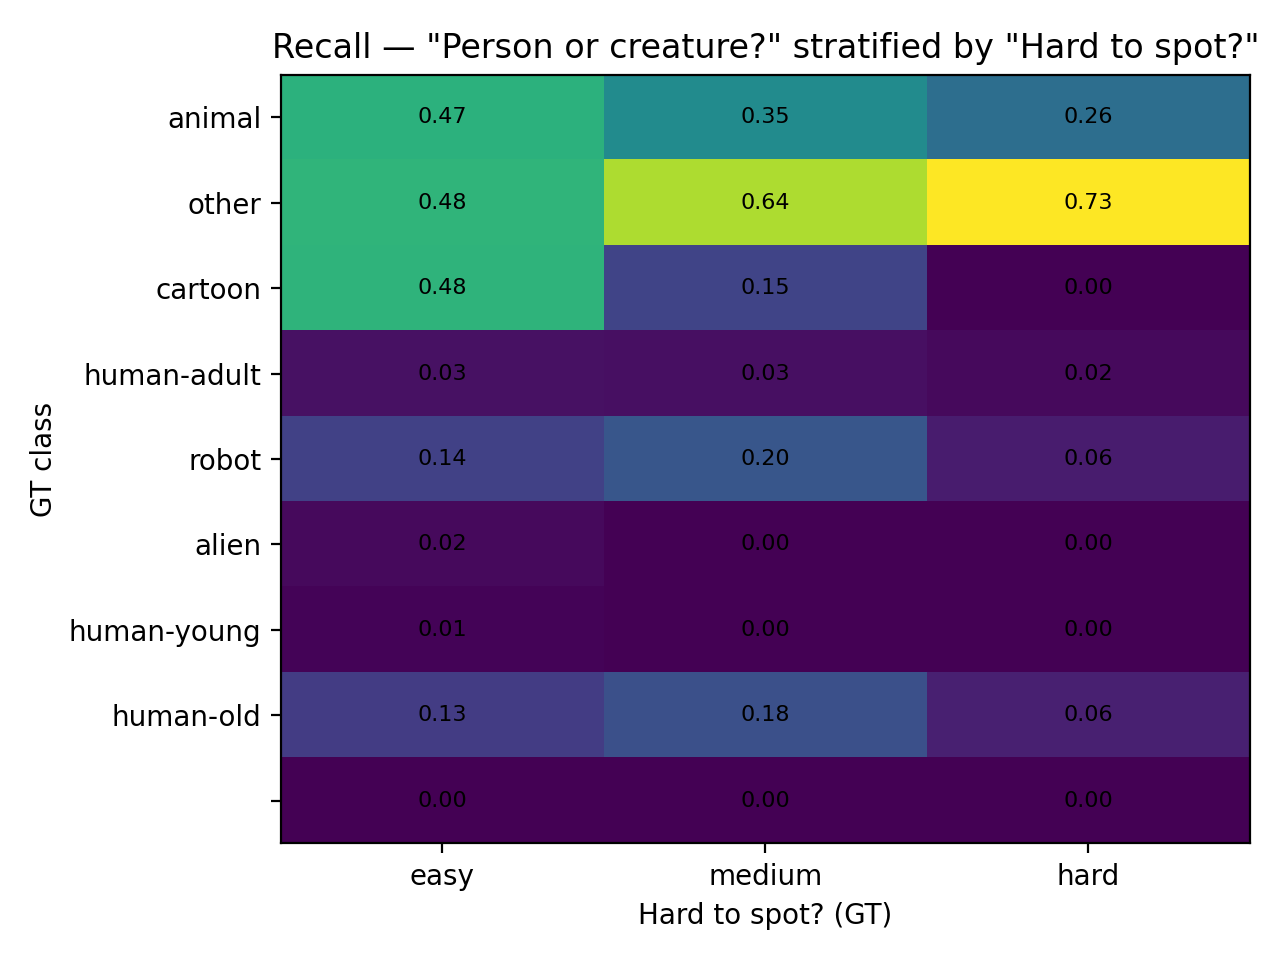 Recall — "Person or creature?" stratified by "Hard to spot?"
animal 0.47 0.35 0.26
other 0.48 0.64 0.73
cartoon 0.48 0.15 0.00
human-adult 0.03 0.03 0.02
robot 0.14 0.20 0.06
alien 0.02 0.00 0.00
human-young 0.01 0.00 0.00
human-old 0.13 0.18 0.06
0.00 0.00 0.00
GT class
easy medium hard
Hard to spot? (GT)